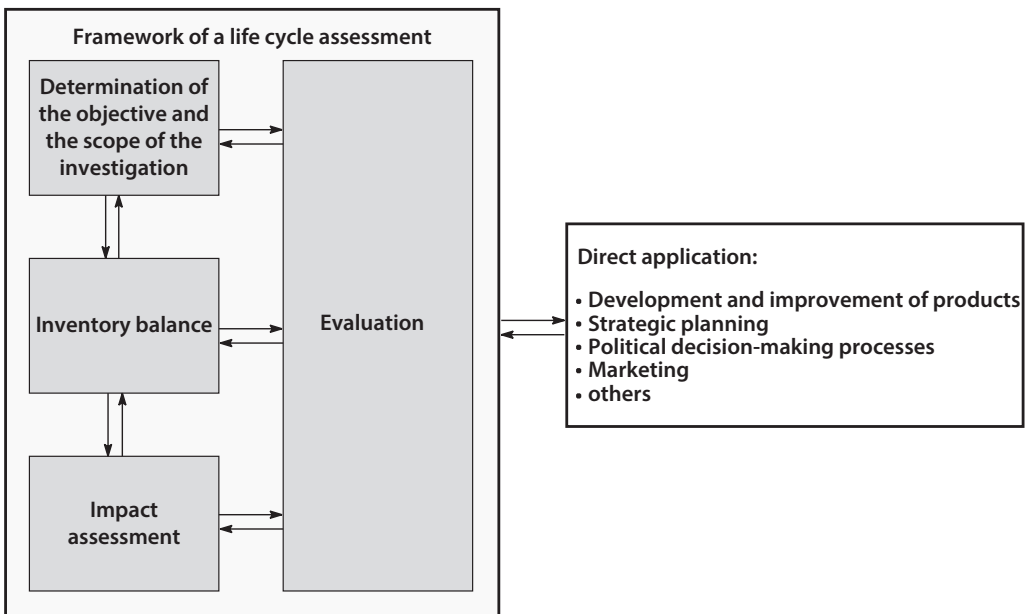 Framework of a life cycle assessment
Determination of
the objective and
the scope of the
investigation
Inventory balance
Impact
assessment
Evaluation
Direct application:
• Development and improvement of products
• Strategic planning
• Political decision-making processes
• Marketing
• others